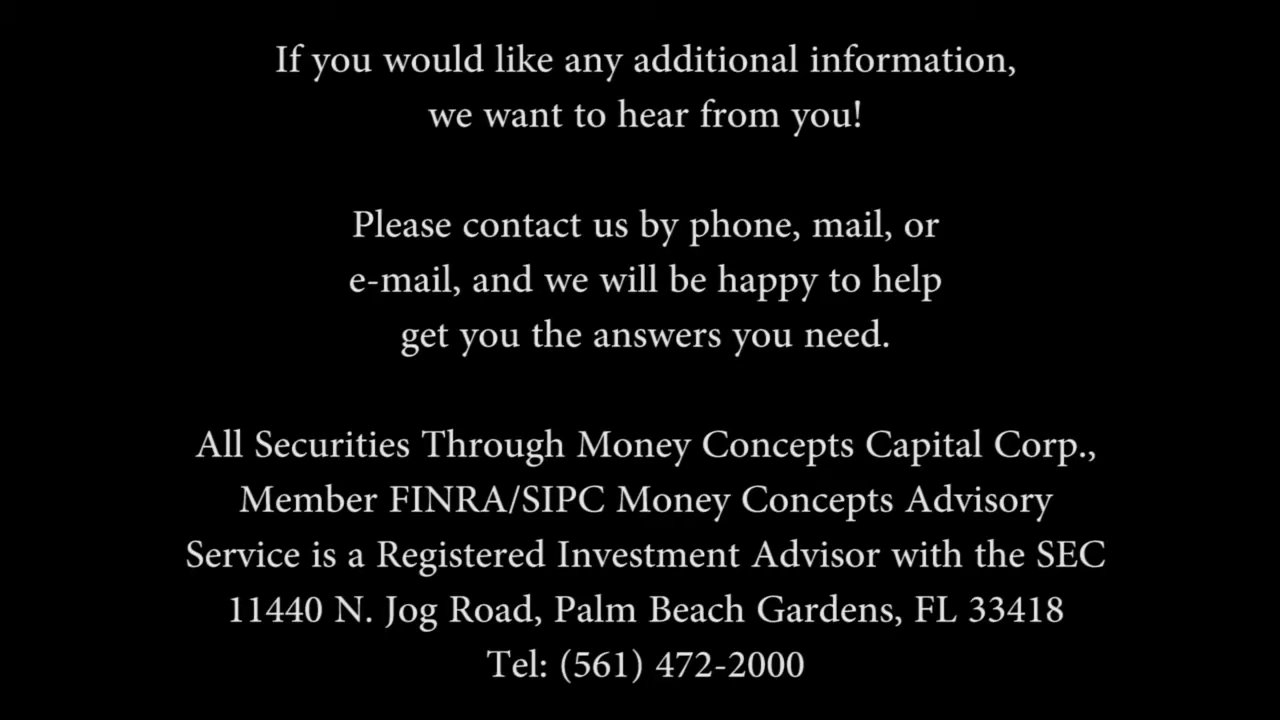 If you would like any additional information,
we want to hear from you!
Please contact us by phone, mail, or
e-mail, and we will be happy to help
get you the answers you need.
All Securities Through Money Concepts Capital Corp.,
Member FINRA/SIPC Money Concepts Advisory
Service is a Registered Investment Advisor with the SEC
11440 N. Jog Road, Palm Beach Gardens, FL 33418
Tel: (561) 472-2000